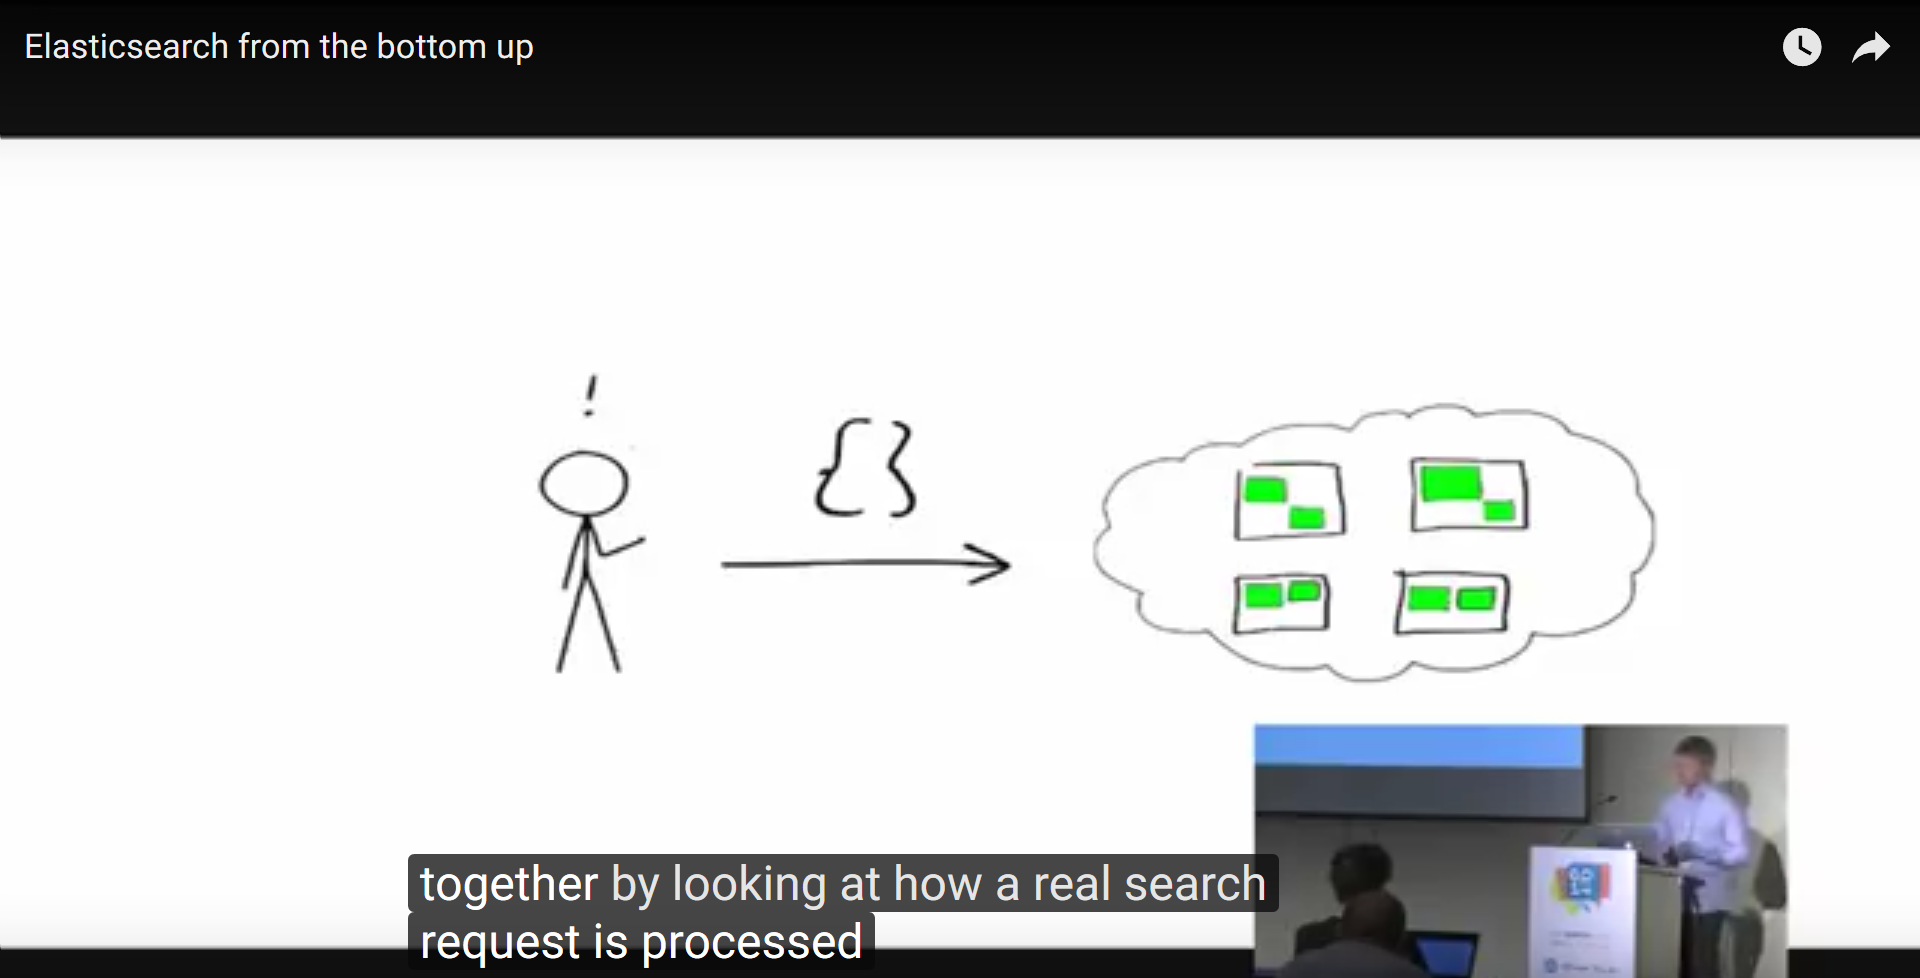 Elasticsearch from the bottom up
!
{ }
together by looking at how a real search
request is processed